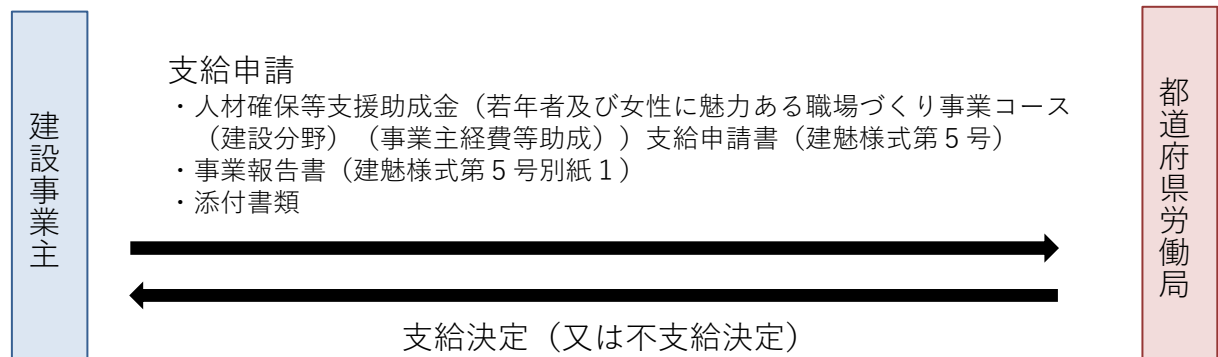 建設事業主
支給申請
・人材確保等支援助成金（若年者及び女性に魅力ある職場づくり事業コース
（建設分野）（事業主経費等助成））支給申請書（建魅様式第５号）
・事業報告書（建魅様式第５号別紙１）
・添付書類
支給決定（又は不支給決定）
都道府県労働局